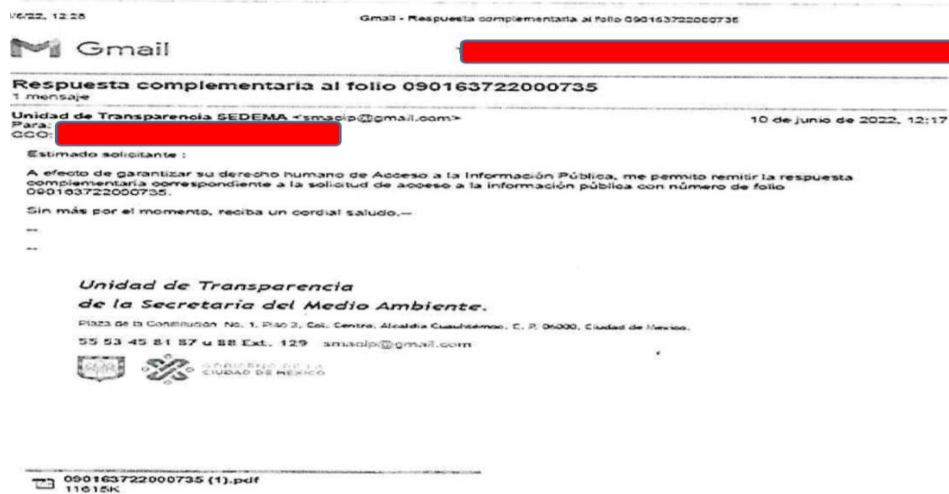 /6/22, 12:28
Gmail - Respuesta complementaria al folio 090163722000735
Gmail
Respuesta complementaria al folio 090163722000735
1 mensaje
Unidad de Transparencia SEDEMA <smaoip@gmail.com>
10 de junio de 2022, 12:17
Para:
CCO:
Estimado solicitante :
A efecto de garantizar su derecho humano de Acceso a la Información Pública, me permito remitir la respuesta
complementaria correspondiente a la solicitud de acceso a la información pública con número de folio
090163722000735.
Sin más por el momento, reciba un cordial saludo.--
--
--
Unidad de Transparencia
de la Secretaría del Medio Ambiente.
Plaza de la Constitución No. 1, Piso 3, Col. Centro, Alcaldía Cuauhtémoc, C. P. 06000, Ciudad de México.
55 53 45 81 87 u 88 Ext. 129 smaoip@gmail.com
GOBIERNO DE LA
CIUDAD DE MÉXICO
090163722000735 (1).pdf
11615K